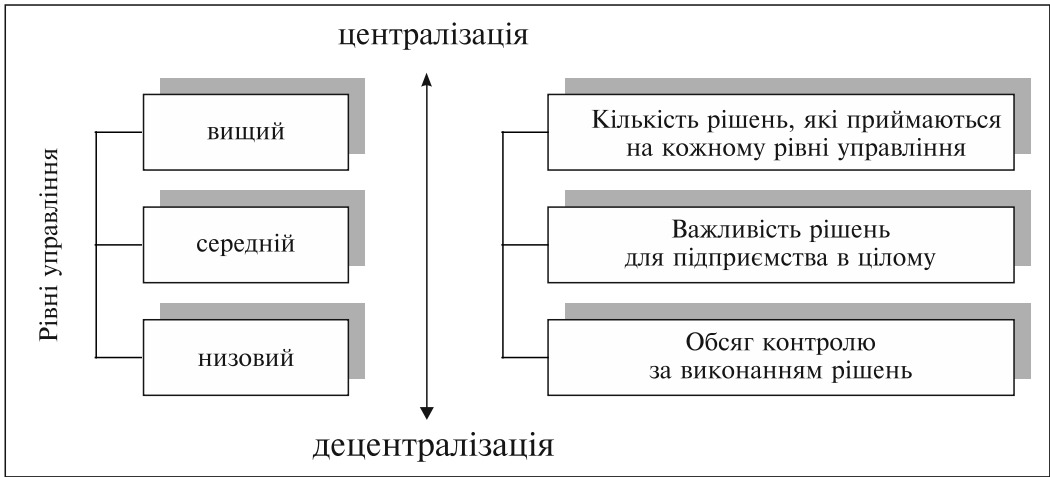 централізація
Рівні управління
вищий
середній
низовий
Кількість рішень, які приймаються
на кожному рівні управління
Важливість рішень
для підприємства в цілому
Обсяг контролю
за виконанням рішень
децентралізація